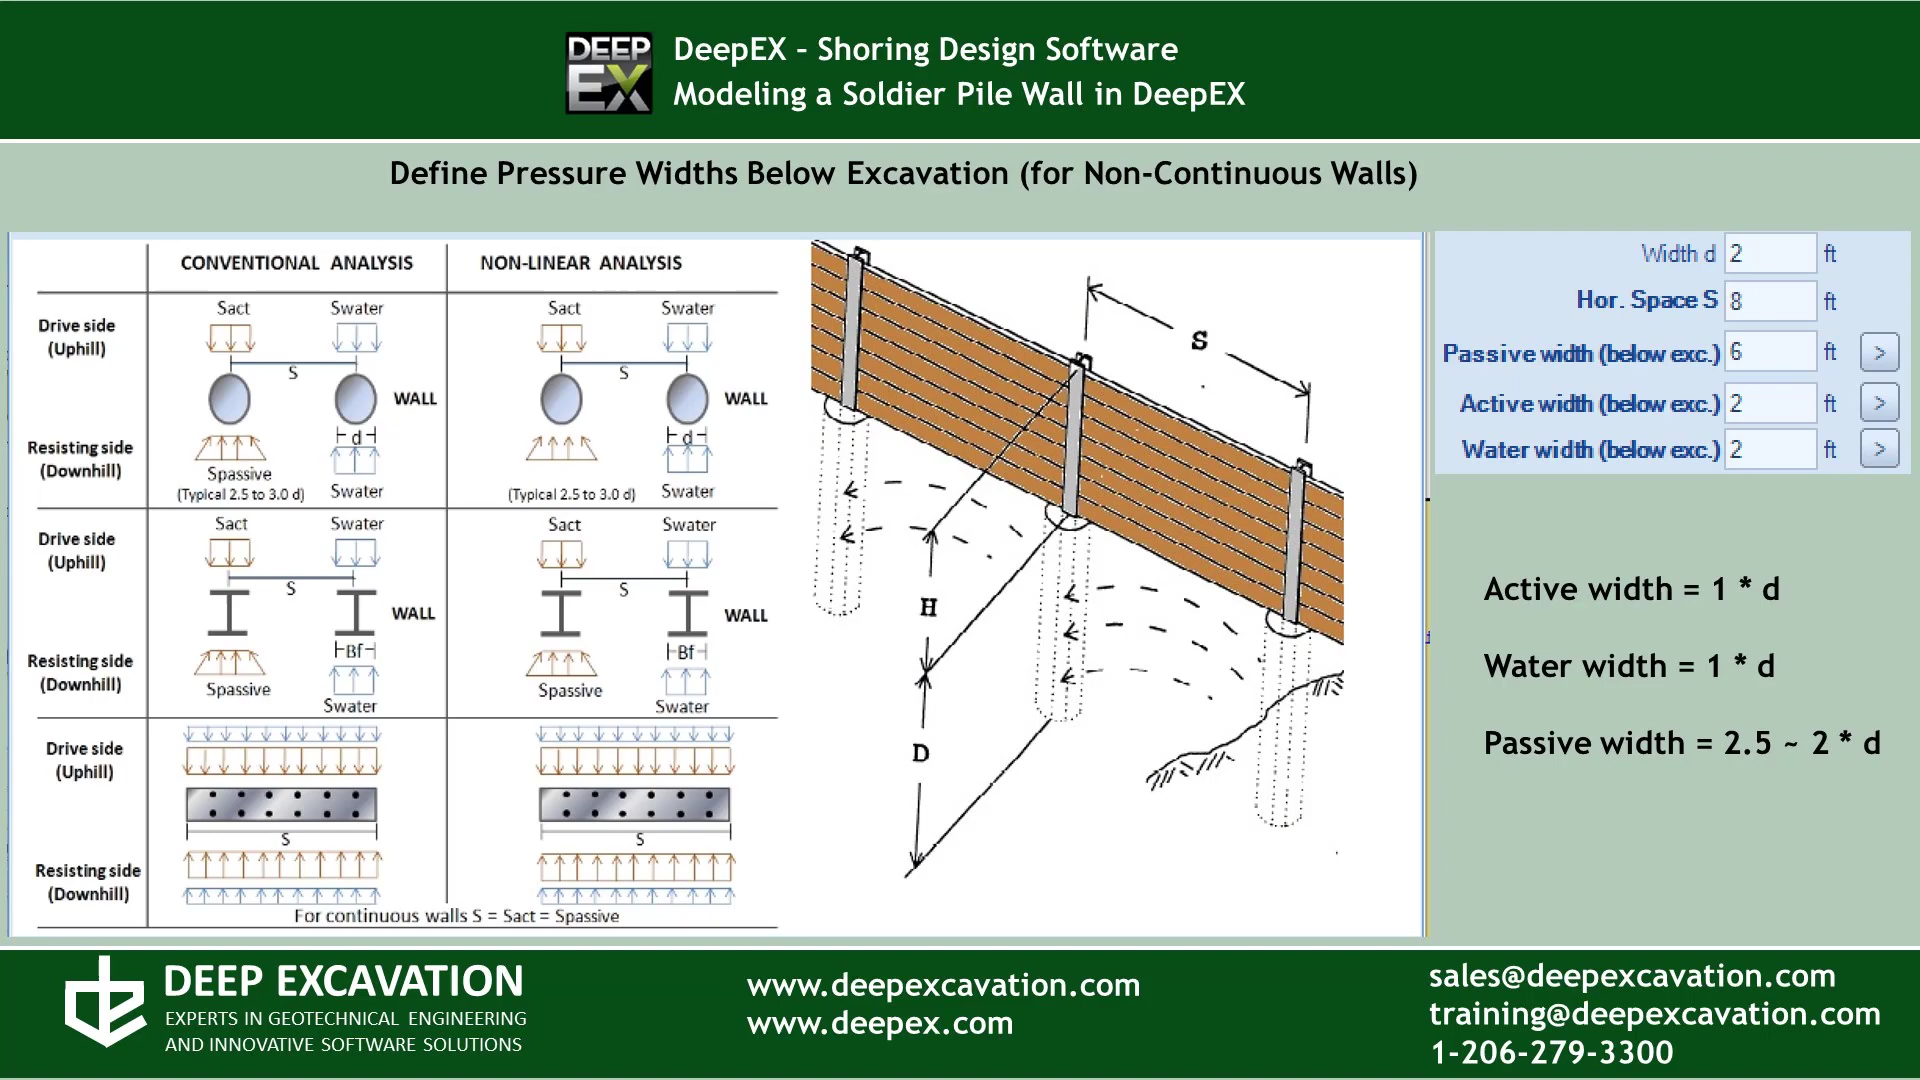 DEEP
EX
DeepEX – Shoring Design Software
Modeling a Soldier Pile Wall in DeepEX
Define Pressure Widths Below Excavation (for Non-Continuous Walls)
CONVENTIONAL ANALYSIS
NON-LINEAR ANALYSIS
Drive side
(Uphill)
Sact
Swater
S
WALL
Sact
Swater
S
WALL
Resisting side
(Downhill)
d
Spassive
(Typical 2.5 to 3.0 d)
Swater
d
(Typical 2.5 to 3.0 d)
Swater
Drive side
(Uphill)
Sact
Swater
S
WALL
Sact
Swater
S
WALL
Resisting side
(Downhill)
Bf
Spassive
Swater
Bf
Spassive
Swater
Drive side
(Uphill)
S
S
Resisting side
(Downhill)
For continuous walls S = Sact = Spassive
S
H
D
Width d 2 ft
Hor. Space S 8 ft
Passive width (below exc.) 6 ft >
Active width (below exc.) 2 ft >
Water width (below exc.) 2 ft >
Active width = 1 * d
Water width = 1 * d
Passive width = 2.5 ~ 2 * d
DEEP EXCAVATION
EXPERTS IN GEOTECHNICAL ENGINEERING
AND INNOVATIVE SOFTWARE SOLUTIONS
www.deepexcavation.com
www.deepex.com
sales@deepexcavation.com
training@deepexcavation.com
1-206-279-3300